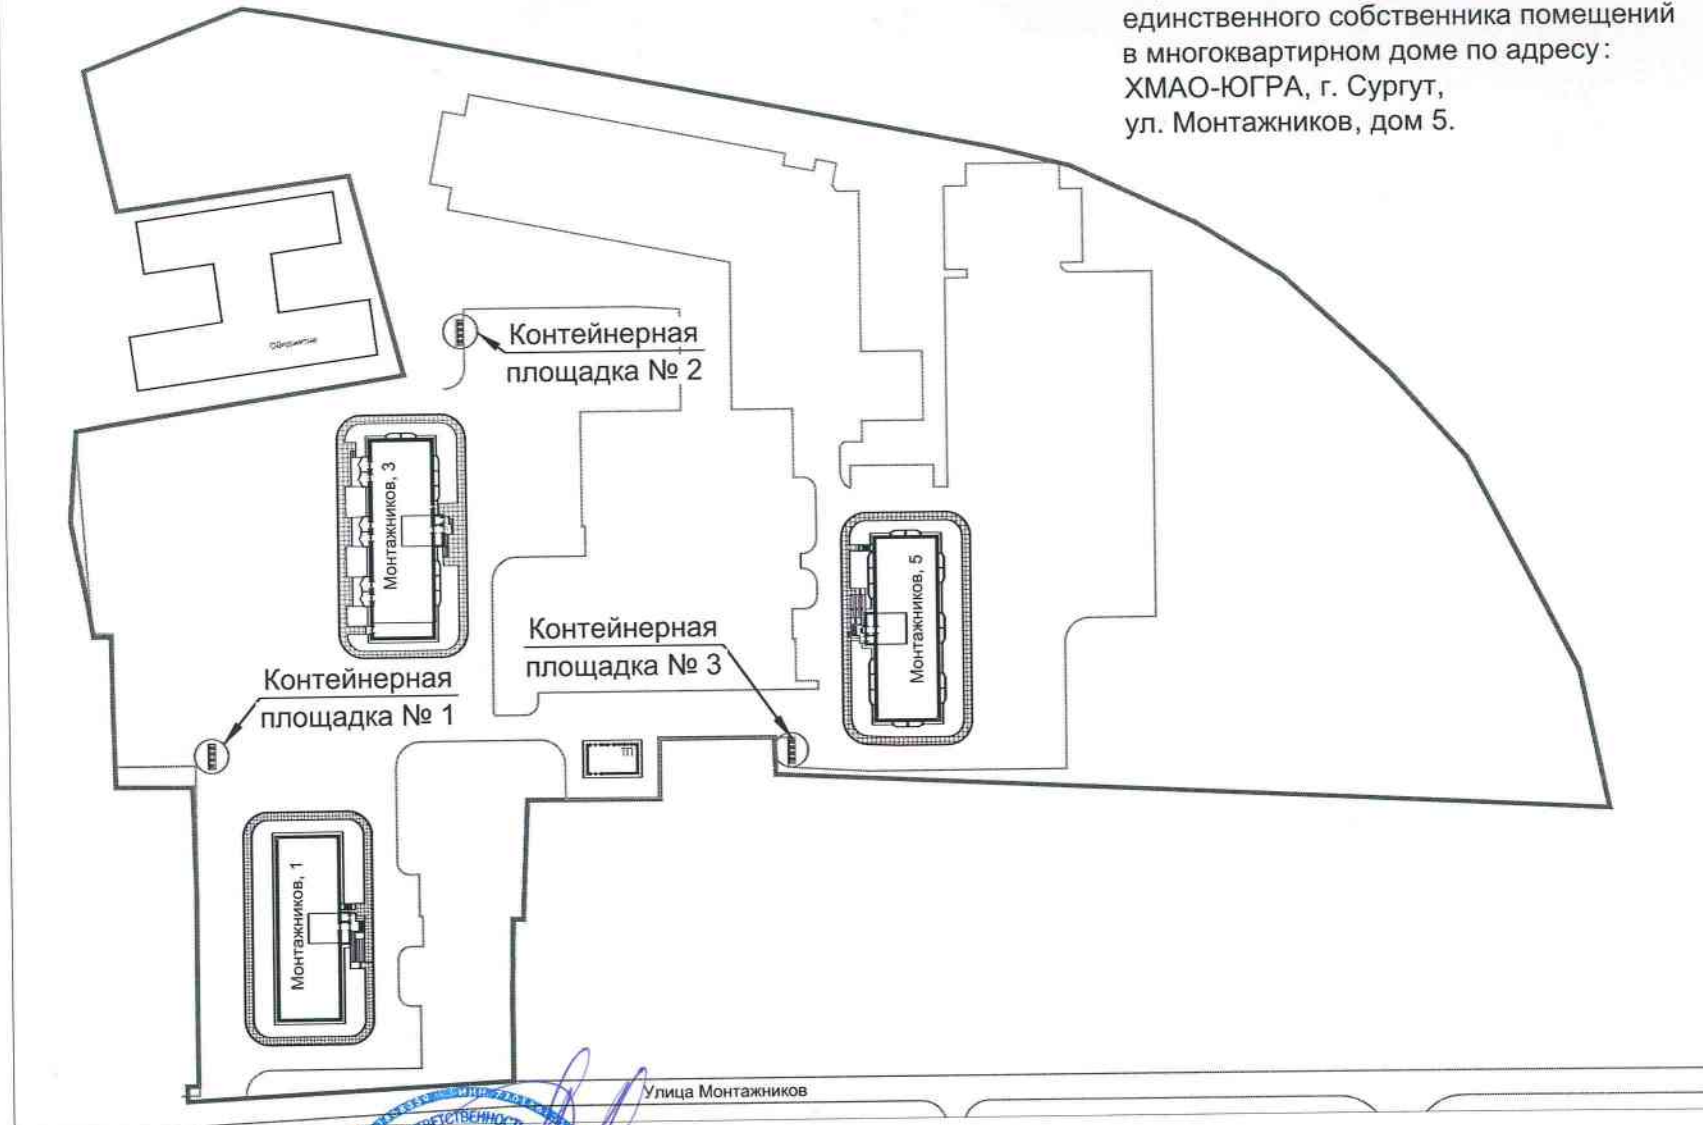 единственного собственника помещений
в многоквартирном доме по адресу:
ХМАО-ЮГРА, г. Сургут,
ул. Монтажников, дом 5.
Контейнерная
площадка № 2
Монтажников, 3
Монтажников, 5
Контейнерная
площадка № 3
Контейнерная
площадка № 1
ТП
Монтажников, 1
Улица Монтажников